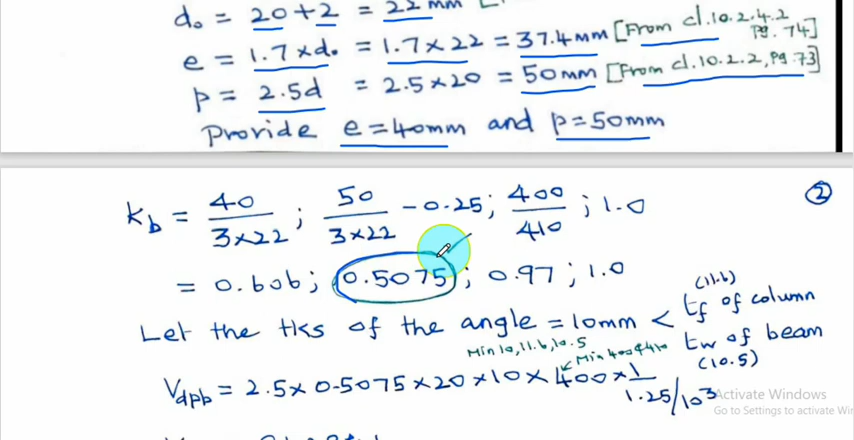 d₀ = 20+2 = 22 mm [
e = 1.7×d₀ = 1.7×22 = 37.4mm [From cl.10.2.4.2 Pg. 74]
p = 2.5d = 2.5×20 = 50mm [From cl.10.2.2, Pg.73]
Provide e=40mm and p=50mm
②
K_b = 40/3×22 ; 50/3×22 - 0.25; 400/410 ; 1.0
= 0.606; 0.5075; 0.97; 1.0
Let the tks of the angle = 10mm < tf of column (11.6)
tw of beam (10.5)
Min 10, 11.6, 10.5
Min 400 & 410
V_dpb = 2.5×0.5075×20×10×400×1/1.25/10³
Activate Windows
Go to Settings to activate Wi